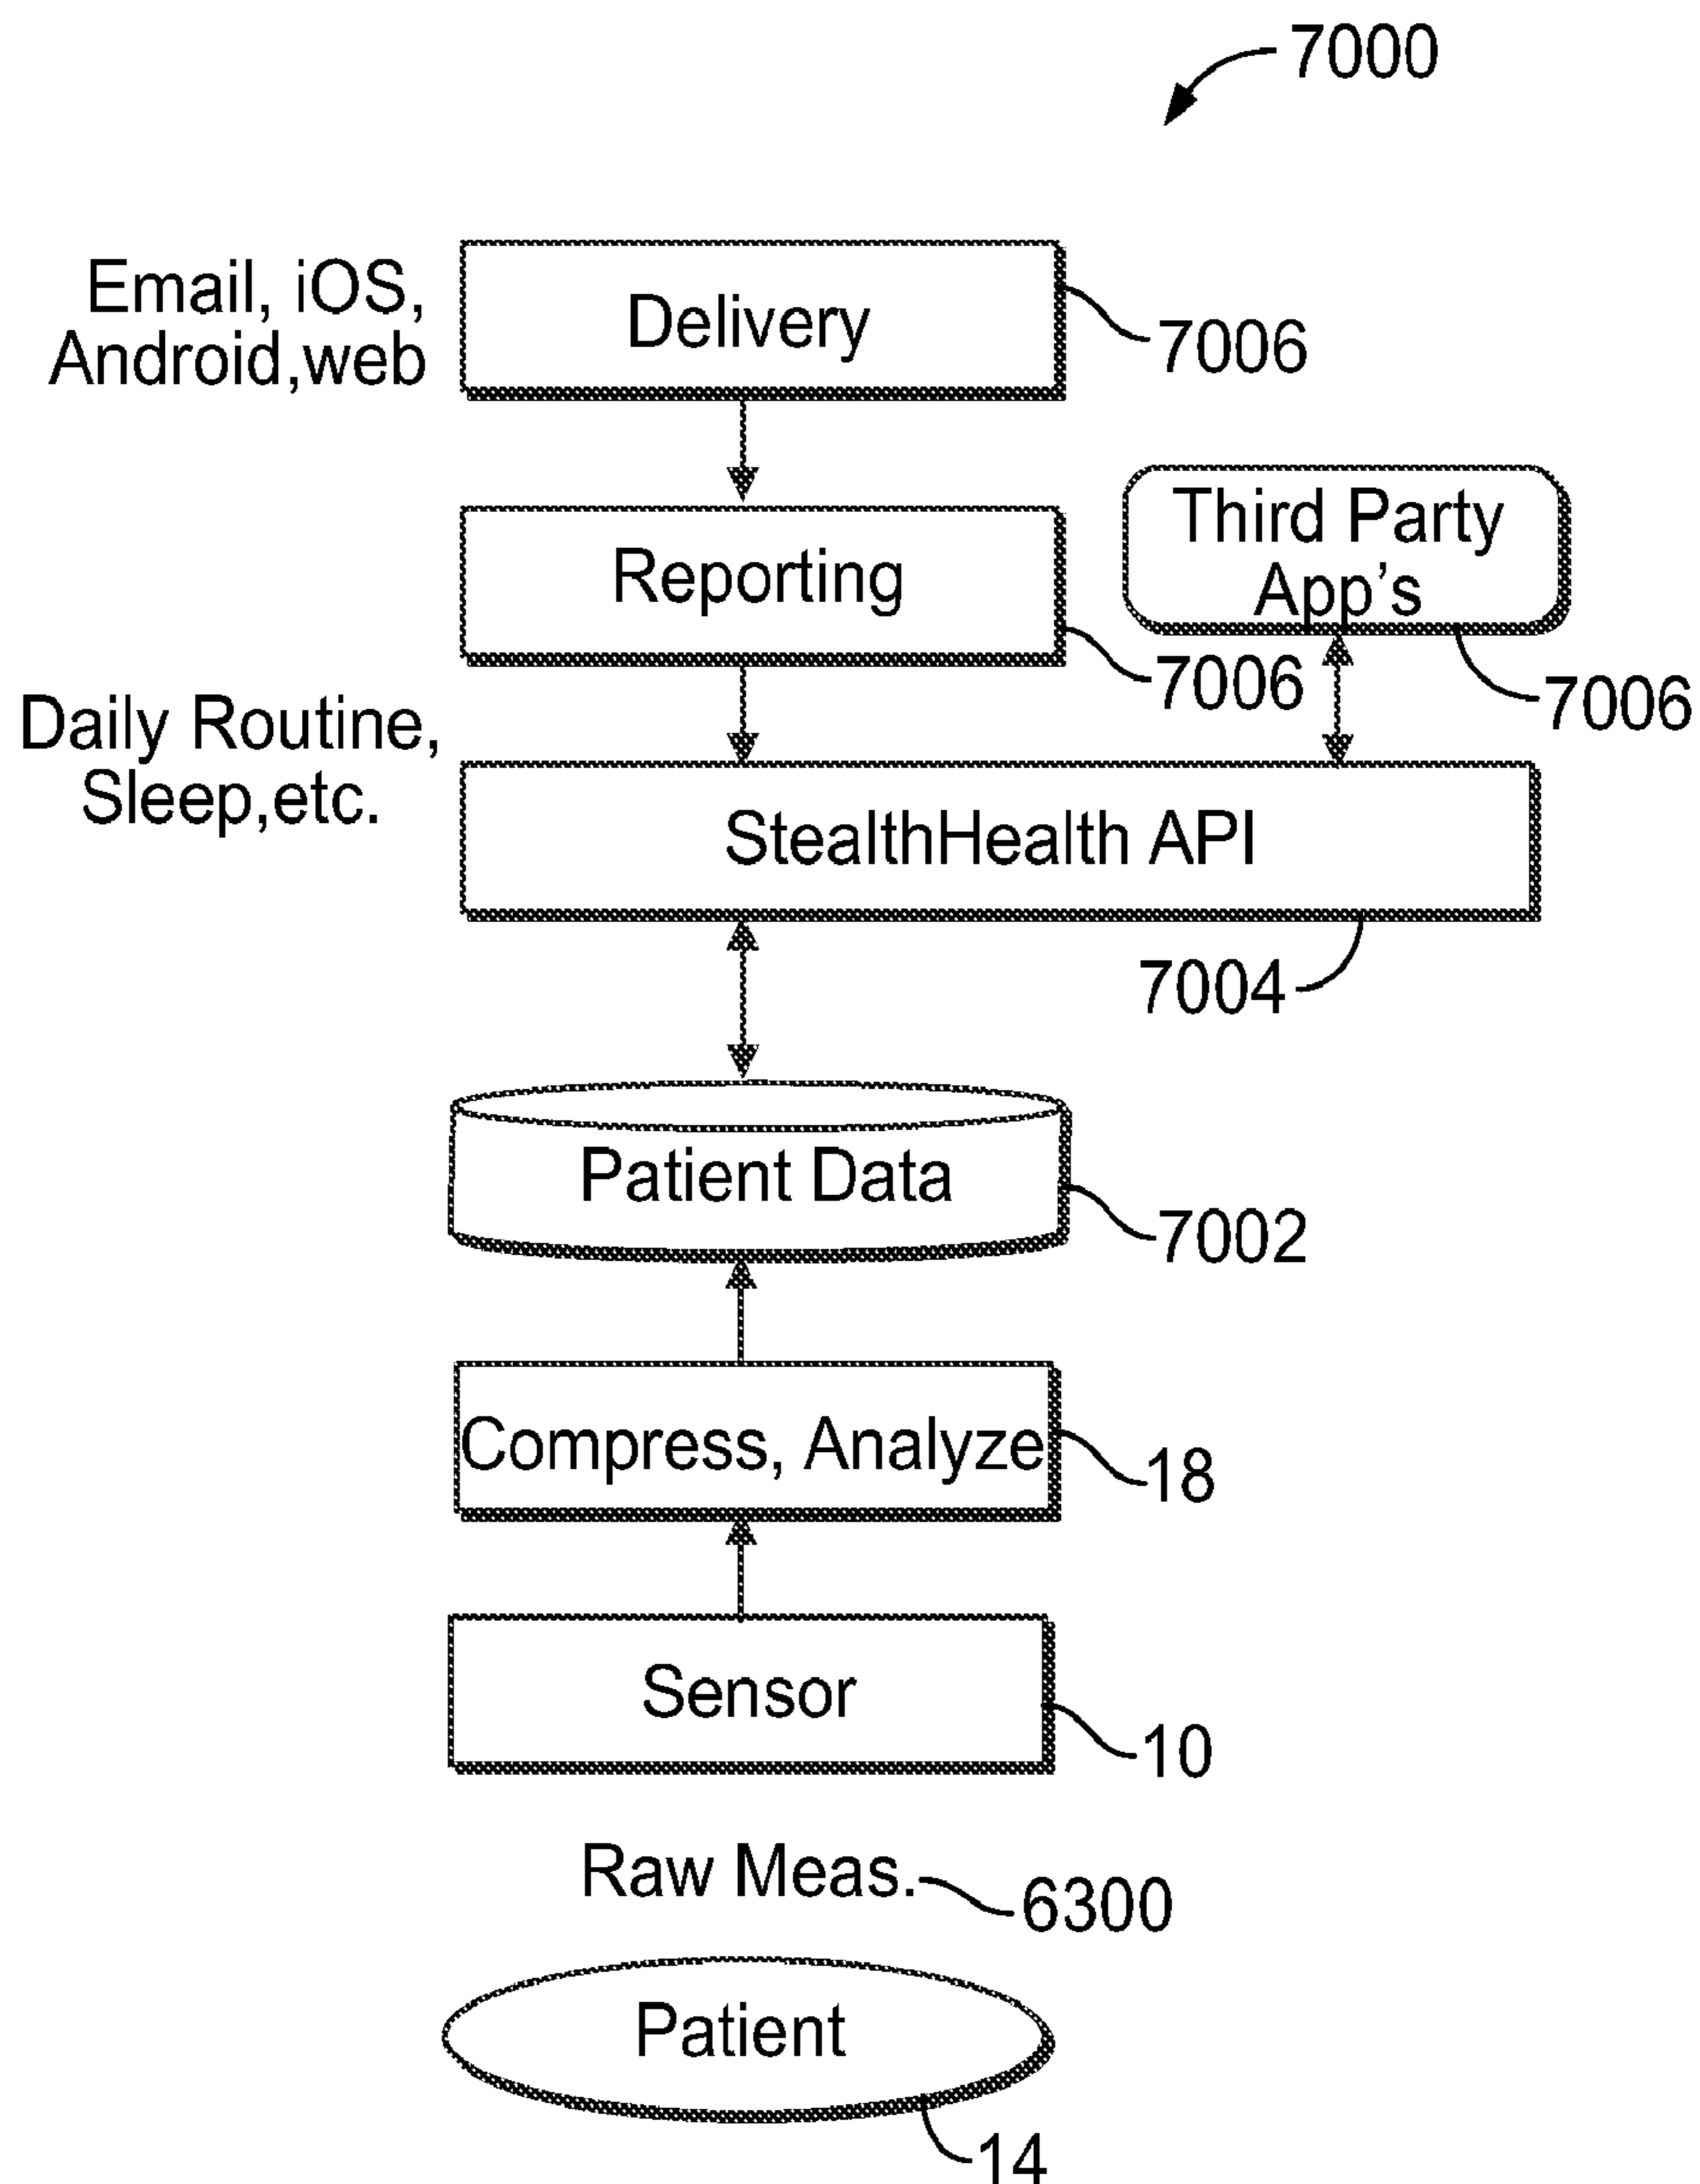 7000
Email, iOS,
Android,web
Delivery
7006
Reporting
7006
Third Party
App's
7006
Daily Routine,
Sleep,etc.
StealthHealth API
7004
Patient Data
7002
Compress, Analyze
18
Sensor
10
Raw Meas.
6300
Patient
14